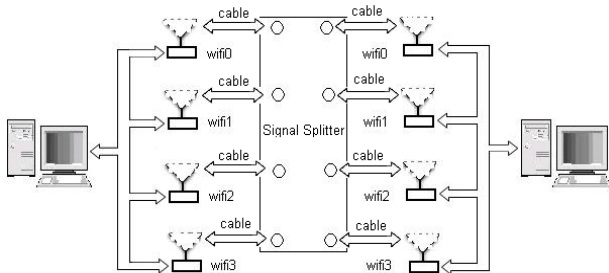 cable cable
wifi0 wifi0
cable cable
wifi1 Signal Splitter wifi1
cable cable
wifi2 wifi2
cable cable
wifi3 wifi3